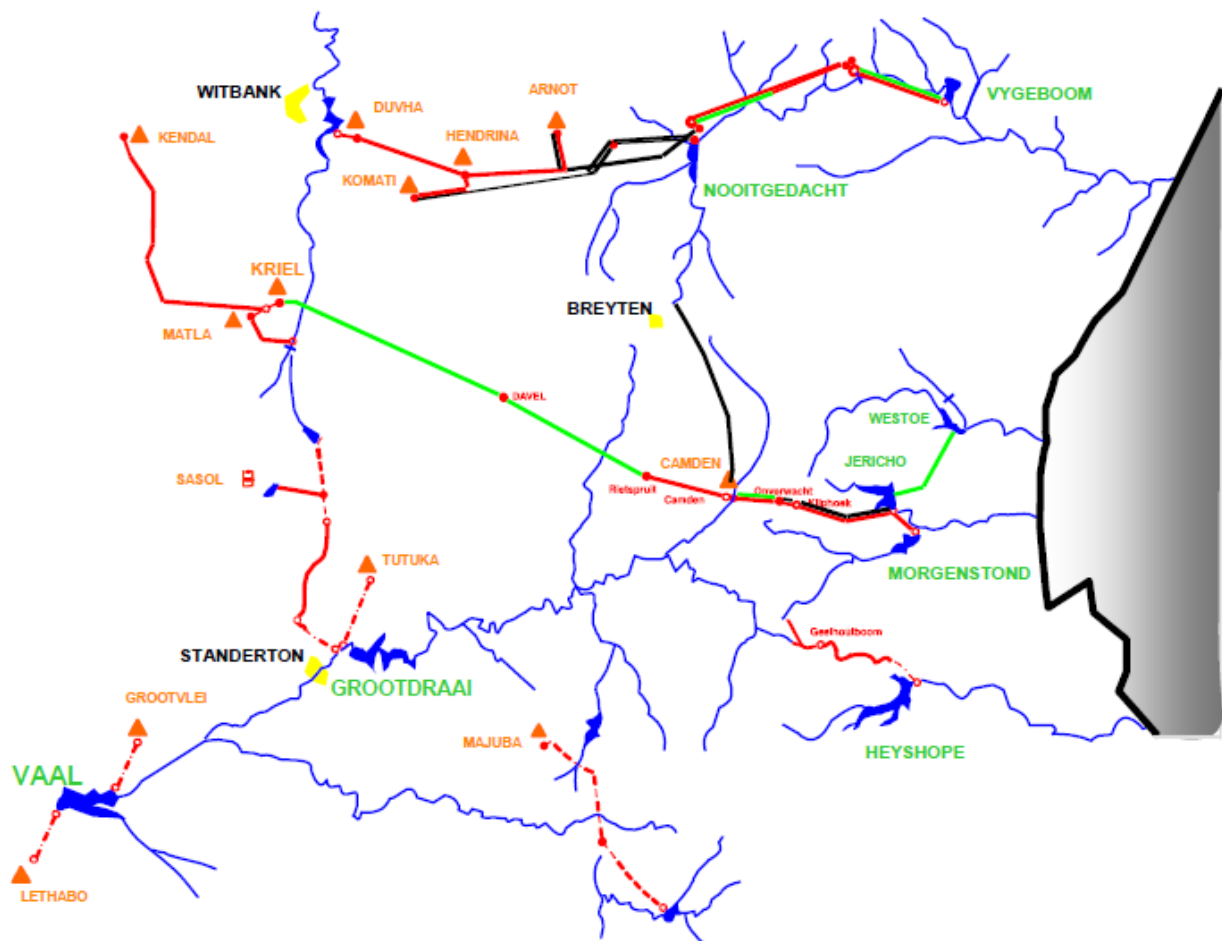 WITBANK
DUVHA
ARNOT
VYGEBOOM
KENDAL
HENDRINA
KOMATI
NOOITGEDACHT
KRIEL
BREYTEN
MATLA
DAVEL
WESTOE
JERICHO
SASOL
CAMDEN
Rietspruit
Camden
Onverwacht
Kliphoek
TUTUKA
MORGENSTOND
Geelhoutboom
STANDERTON
GROOTDRAAI
GROOTVLEI
MAJUBA
HEYSHOPE
VAAL
LETHABO